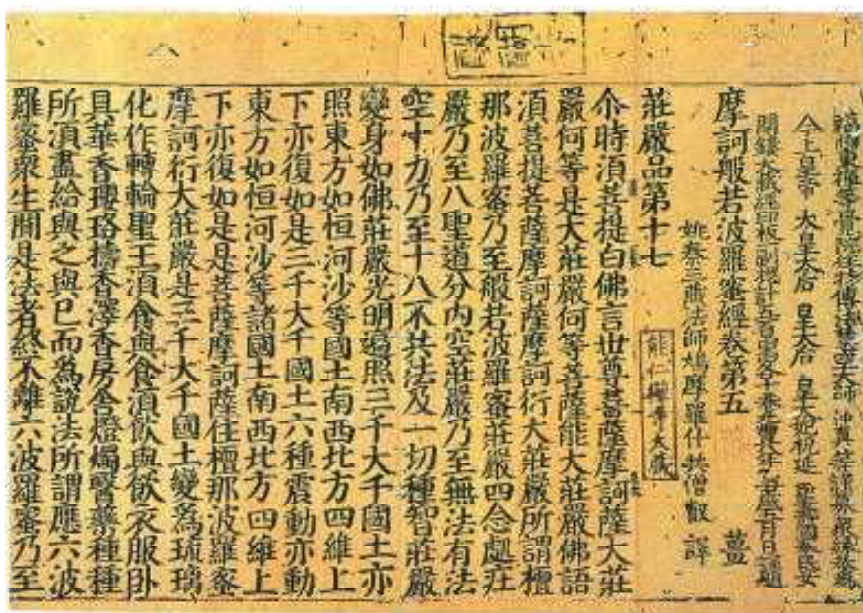 今上皇帝 太皇太后 皇太后 皇太妃祝延
摩訶般若波羅蜜經卷第五 薑
姚秦三藏法師鳩摩羅什共僧叡譯
莊嚴品第十七
尒時須菩提白佛言世尊菩薩摩訶薩大莊
嚴何等是大莊嚴何等菩薩能大莊嚴佛語
須菩提菩薩摩訶薩摩訶衍大莊嚴所謂檀
那波羅蜜乃至般若波羅蜜莊嚴四念處莊
嚴乃至八聖道分內空莊嚴乃至無法有法
空十力乃至十八不共法及一切種智莊嚴
變身如佛莊嚴光明遍照三千大千國土亦
照東方如恒河沙等國土南西北方四維上
下亦復如是三千大千國土六種震動亦動
東方如恒河沙等諸國土南西北方四維上
下亦復如是是菩薩摩訶薩住檀那波羅蜜
摩訶衍大莊嚴是三千大千國土變為琉璃
化作轉輪聖王須食與食須飲與飲衣服臥
具華香瓔珞擣香澤香房舍燈燭醫藥種種
所須盡給與之與已而為說法所謂應六波
羅蜜眾生聞是法者終不離六波羅蜜乃至